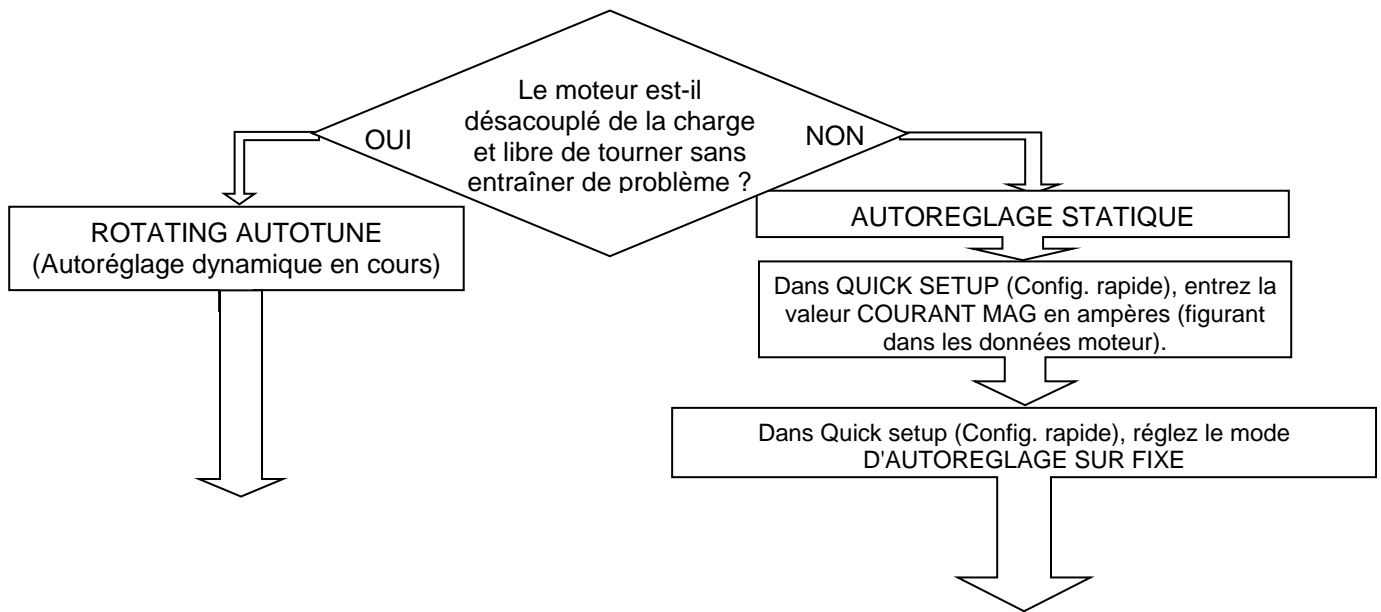 Le moteur est-il
désacouplé de la charge
et libre de tourner sans
entraîner de problème ?
OUI
NON
ROTATING AUTOTUNE
(Autoréglage dynamique en cours)
AUTOREGLAGE STATIQUE
Dans QUICK SETUP (Config. rapide), entrez la
valeur COURANT MAG en ampères (figurant
dans les données moteur).
Dans Quick setup (Config. rapide), réglez le mode
D'AUTOREGLAGE SUR FIXE